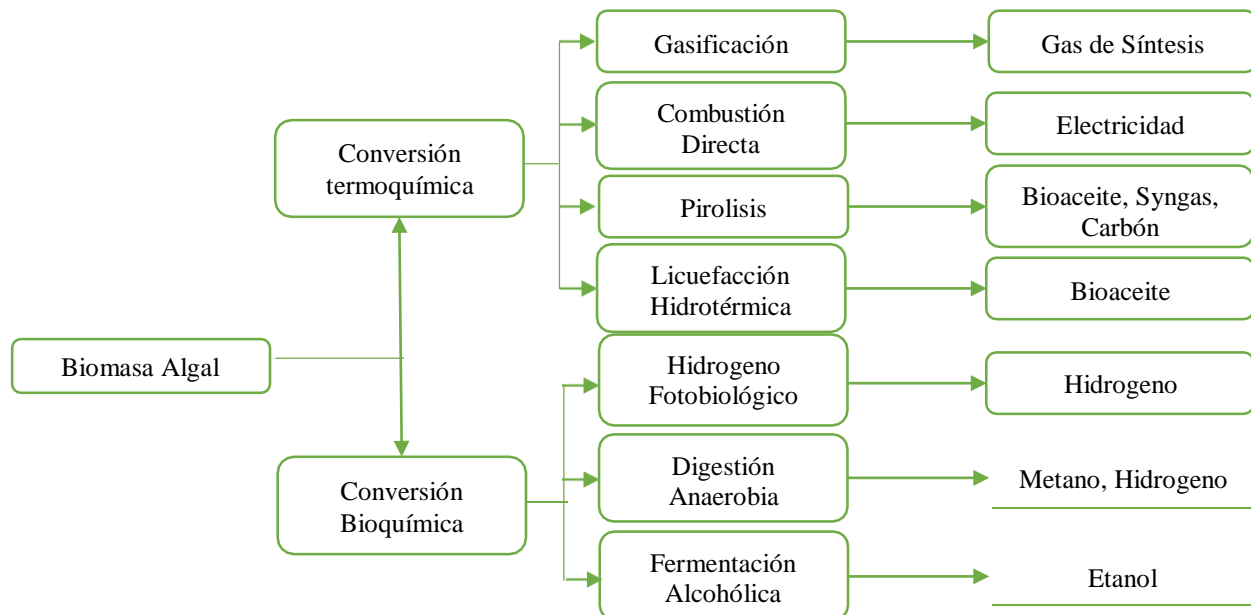 Gasificación
Gas de Síntesis
Combustión
Directa
Electricidad
Conversión
termoquímica
Pirolisis
Bioaceite, Syngas,
Carbón
Licuefacción
Hidrotérmica
Bioaceite
Biomasa Algal
Hidrogeno
Fotobiológico
Hidrogeno
Conversión
Bioquímica
Digestión
Anaerobia
Metano, Hidrogeno
Fermentación
Alcohólica
Etanol